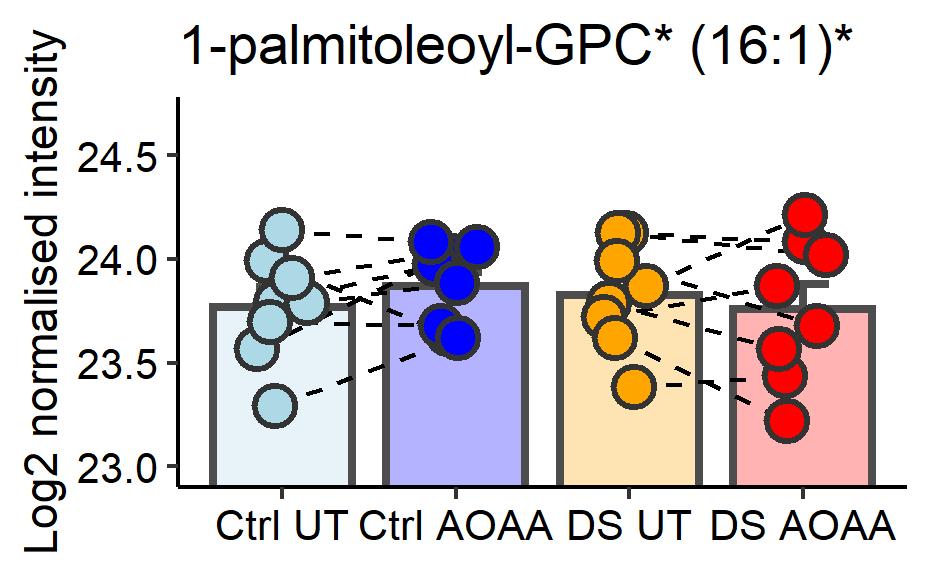 1-palmitoleoyl-GPC* (16:1)*
Log2 normalised intensity
24.5
24.0
23.5
23.0
Ctrl UT
Ctrl AOAA
DS UT
DS AOAA